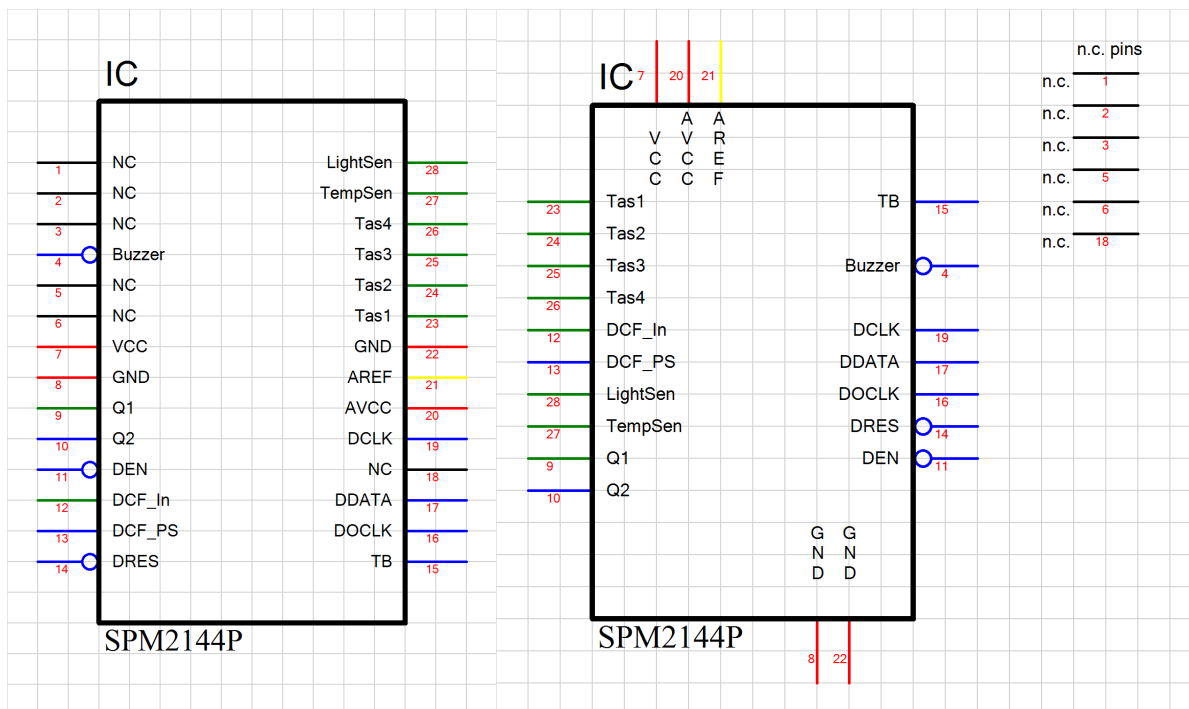 IC
NC LightSen
1 28
NC TempSen
2 27
NC Tas4
3 26
Buzzer Tas3
4 25
NC Tas2
5 24
NC Tas1
6 23
VCC GND
7 22
GND AREF
8 21
Q1 AVCC
9 20
Q2 DCLK
10 19
DEN NC
11 18
DCF_In DDATA
12 17
DCF_PS DOCLK
13 16
DRES TB
14 15
SPM2144P
IC 7 20 21
VCC AVCC AREF
Tas1 TB
23 15
Tas2
24
Tas3 Buzzer
25 4
Tas4
26
DCF_In DCLK
12 19
DCF_PS DDATA
13 17
LightSen DOCLK
28 16
TempSen DRES
27 14
Q1 DEN
9 11
Q2
10
GND GND
SPM2144P
8 22
n.c. pins
n.c. 1
n.c. 2
n.c. 3
n.c. 5
n.c. 6
n.c. 18